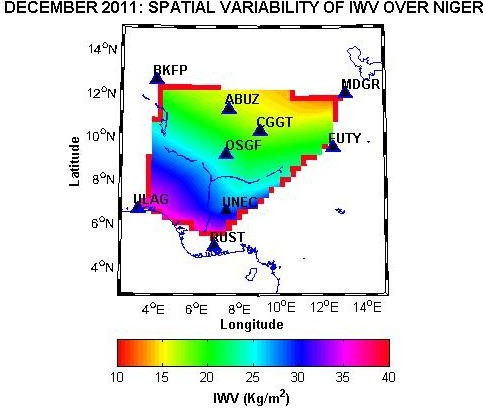 DECEMBER 2011: SPATIAL VARIABILITY OF IWV OVER NIGER
14°N
BKFP
MDGR
12°N
ABUZ
CGGT
10°N
OSGF
FUTY
8°N
Latitude
ULAG
UNEC
6°N
RUST
4°N
4°E 6°E 8°E 10°E 12°E 14°E
Longitude
10 15 20 25 30 35 40
IWV (Kg/m²)